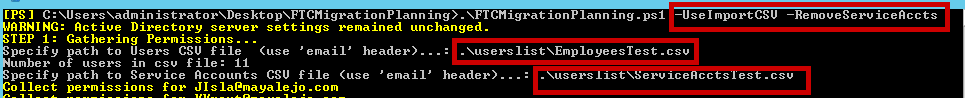 [PS] C:\Users\administrator\Desktop\FTCMigrationPlanning>.\FTCMigrationPlanning.ps1 -UseImportCSV -RemoveServiceAccts
WARNING: Active Directory server settings remained unchanged.
STEP 1: Gathering Permissions...
Specify path to Users CSV file (use 'email' header)...: .\userslist\EmployeesTest.csv
Number of users in csv file: 11
Specify path to Service Accounts CSV file (use 'email' header)...: .\userslist\ServiceAcctsTest.csv
Collect permissions for JIsla@mayalejo.com
Collect permissions for